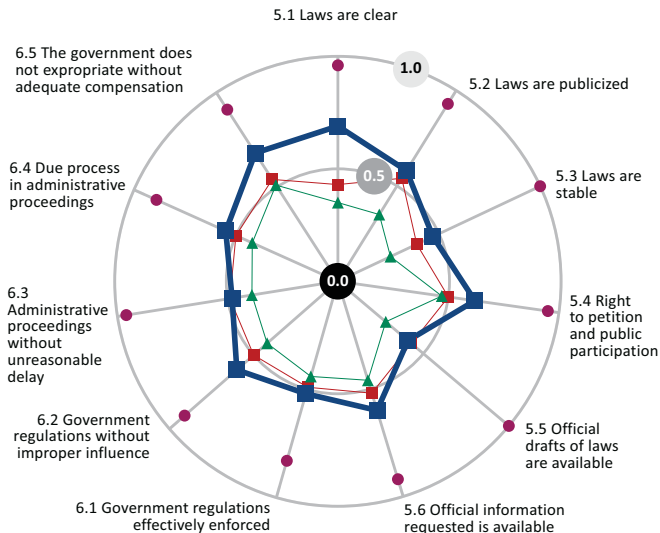 5.1 Laws are clear
1.0
5.2 Laws are publicized
5.3 Laws are
stable
5.4 Right
to petition
and public
participation
5.5 Official
drafts of laws
are available
5.6 Official information
requested is available
6.1 Government regulations
effectively enforced
6.2 Government
regulations without
improper influence
6.3
Administrative
proceedings
without
unreasonable
delay
6.4 Due process
in administrative
proceedings
6.5 The government does
not expropriate without
adequate compensation
0.5
0.0